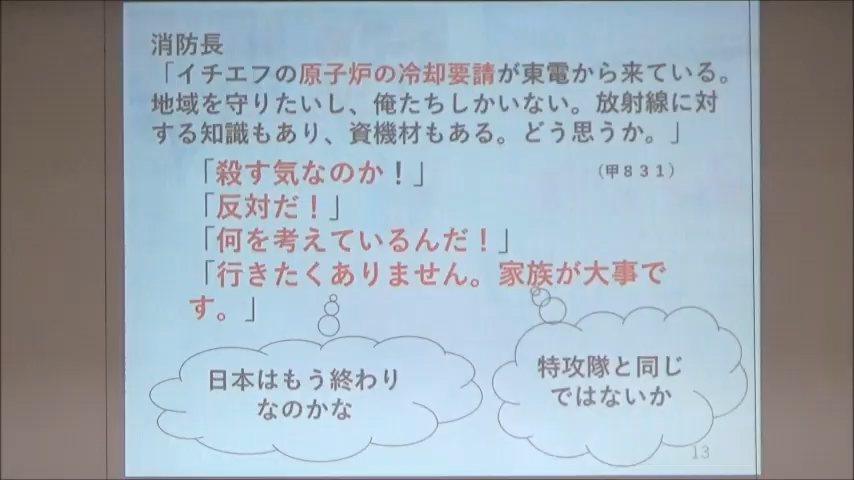 消防長
「イチエフの原子炉の冷却要請が東電から来ている。
地域を守りたいし、俺たちしかいない。放射線に対
する知識もあり、資機材もある。どう思うか。」
「殺す気なのか！」
（甲８３１）
「反対だ！」
「何を考えているんだ！」
「行きたくありません。家族が大事で
す。」
日本はもう終わり
なのかな
特攻隊と同じ
ではないか
13